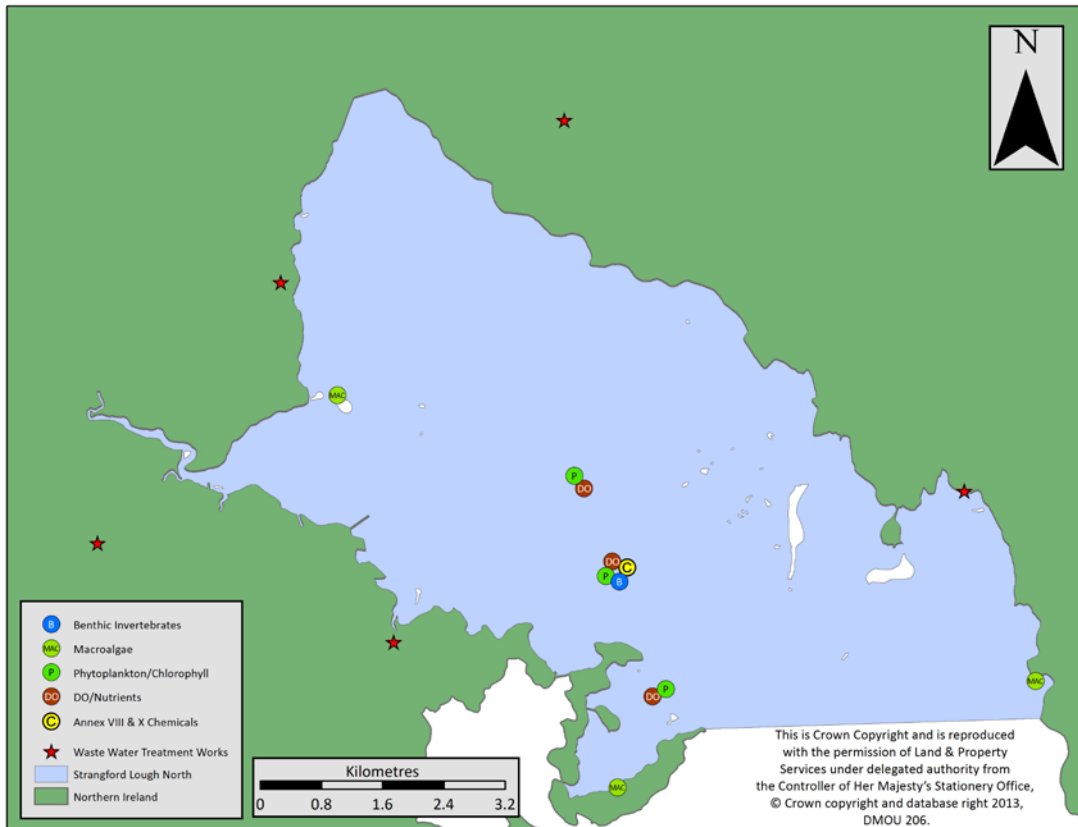 N
MAC
P
DO
DO
C
P
B
P
DO
MAC
MAC
B Benthic Invertebrates
MAC Macroalgae
P Phytoplankton/Chlorophyll
DO DO/Nutrients
C Annex VIII & X Chemicals
Waste Water Treatment Works
Strangford Lough North
Northern Ireland
Kilometres
0 0.8 1.6 2.4 3.2
This is Crown Copyright and is reproduced
with the permission of Land & Property
Services under delegated authority from
the Controller of Her Majesty's Stationery Office,
© Crown copyright and database right 2013,
DMOU 206.